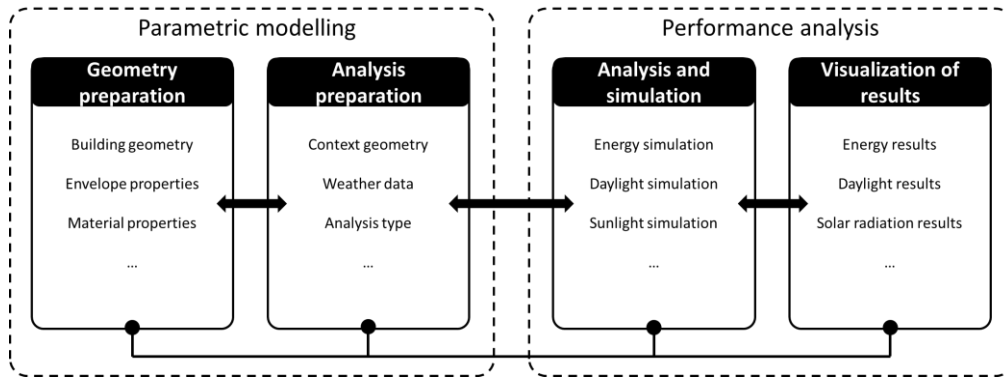 Parametric modelling
Performance analysis
Geometry
preparation
Building geometry
Envelope properties
Material properties
...
Analysis
preparation
Context geometry
Weather data
Analysis type
...
Analysis and
simulation
Energy simulation
Daylight simulation
Sunlight simulation
...
Visualization of
results
Energy results
Daylight results
Solar radiation results
...